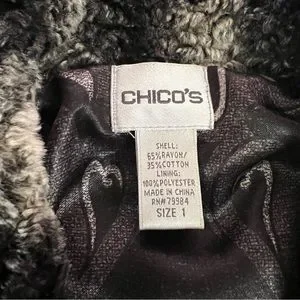 CHICO'S
SHELL:
65%RAYON/
35%COTTON
LINING:
100%POLYESTER
MADE IN CHINA
RN#79984
SIZE 1